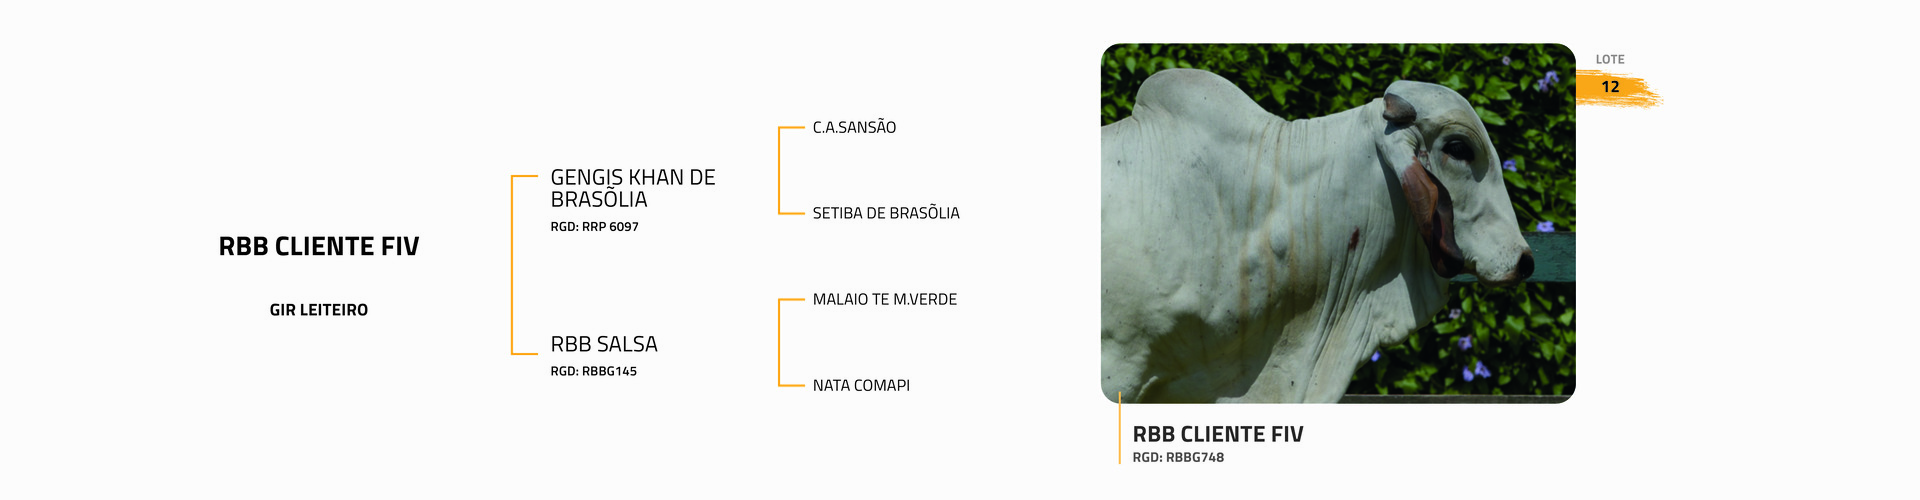 RBB CLIENTE FIV
GIR LEITEIRO
GENGIS KHAN DE
BRASÕLIA
RGD: RRP 6097
RBB SALSA
RGD: RBBG145
C.A.SANSÃO
SETIBA DE BRASÕLIA
MALAIO TE M.VERDE
NATA COMAPI
LOTE
12
RBB CLIENTE FIV
RGD: RBBG748